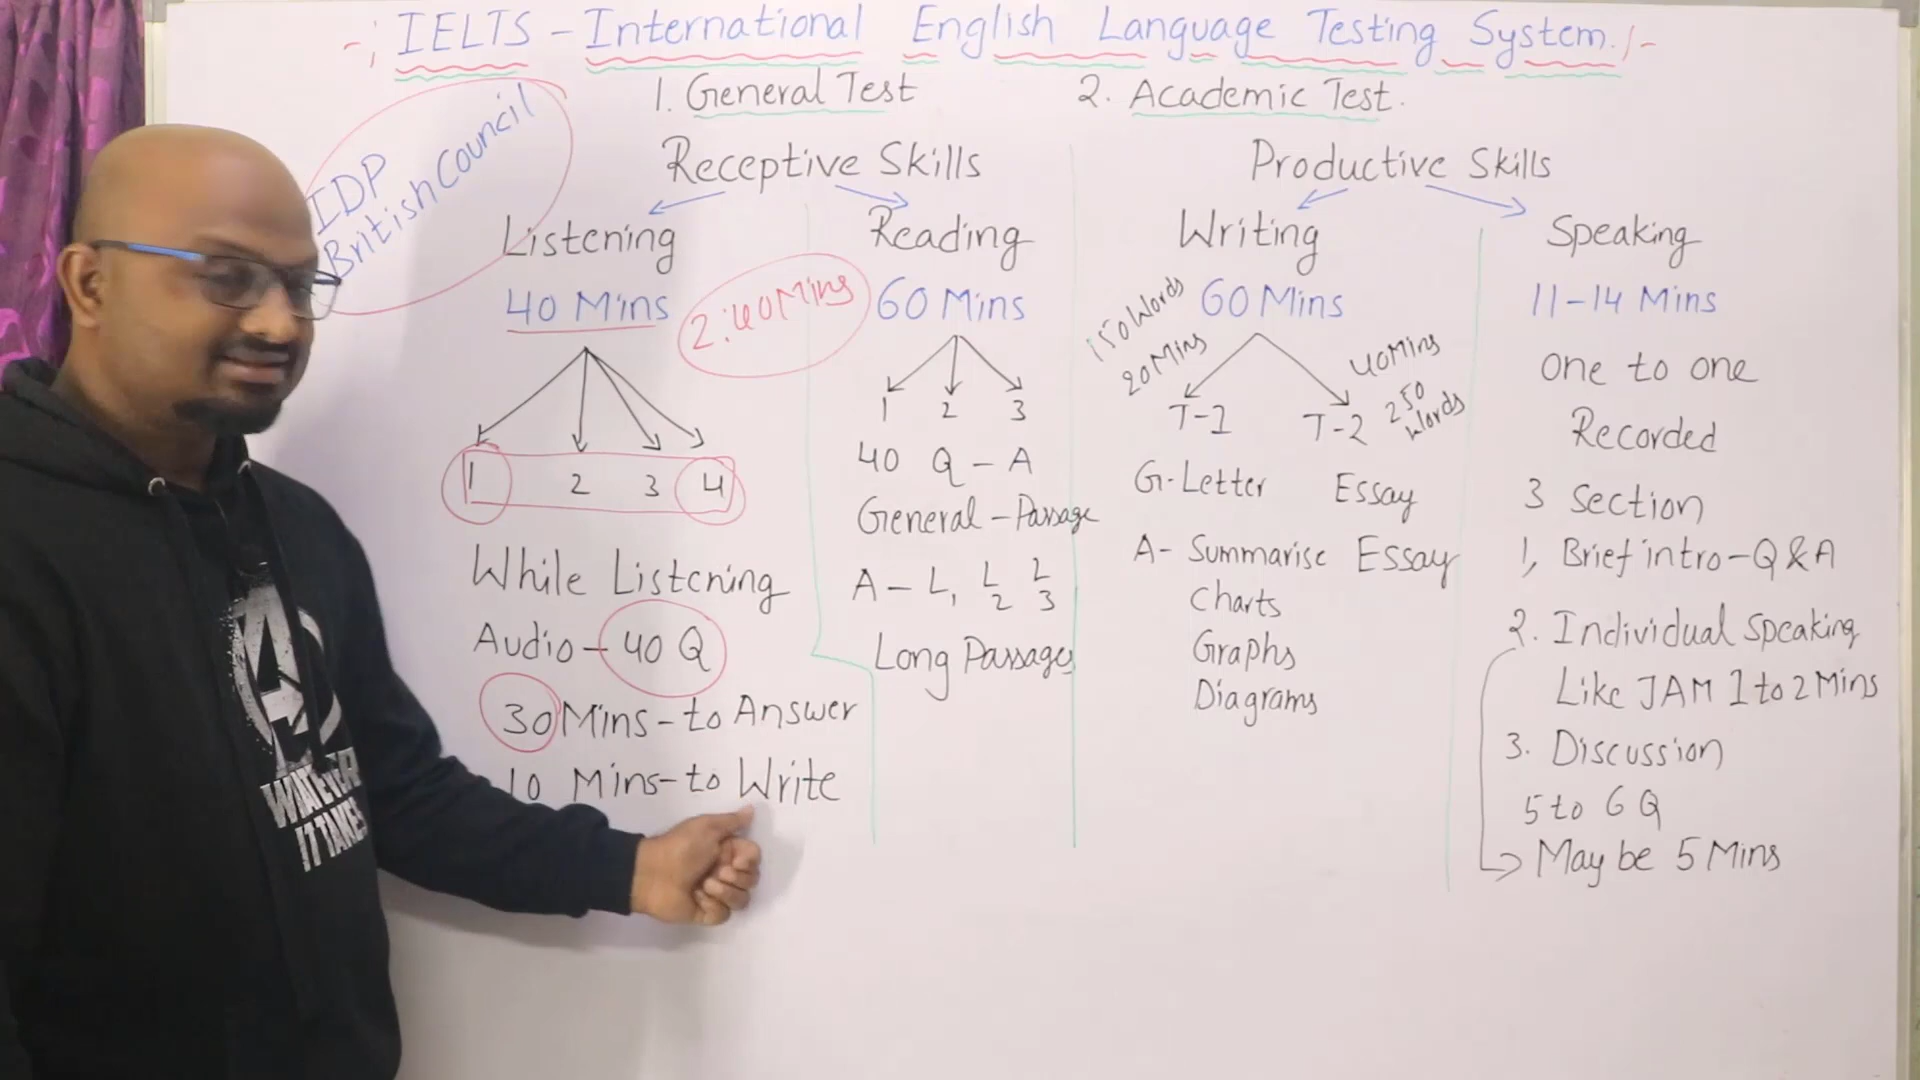 -; IELTS - International English Language Testing System./-
1. General Test
2. Academic Test.
IDP
British Council
Receptive Skills
Productive Skills
Listening
40 Mins
2:40 Mins
1 2 3 4
While Listening
Audio - 40 Q
30 Mins - to Answer
10 Mins - to Write
Reading
60 Mins
1 2 3
40 Q - A
General - Passage
A - L, L L
2 3
Long Passages
Writing
60 Mins
150 Words
20 Mins
40 Mins
250
Words
T-1
T-2
G-Letter Essay
A- Summarise Essay
Charts
Graphs
Diagrams
Speaking
11-14 Mins
One to one
Recorded
3 Section
1, Brief intro - Q & A
2. Individual Speaking
Like JAM 1 to 2 Mins
3. Discussion
5 to 6 Q
May be 5 Mins
WHATEVER
IT TAKES